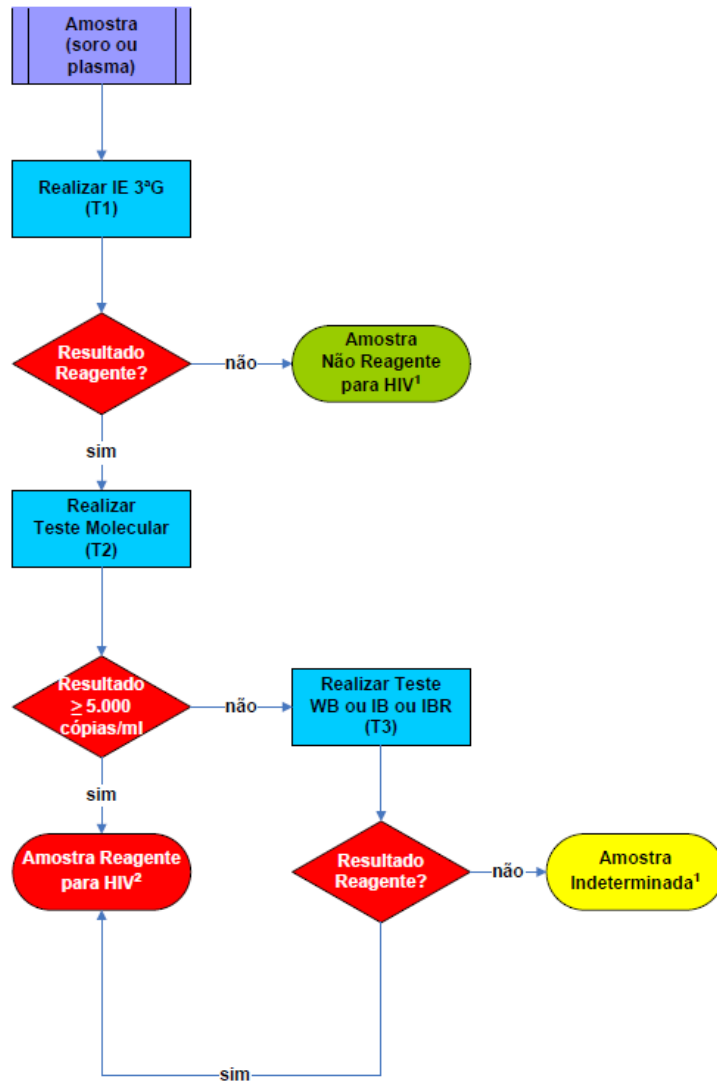 Amostra
(soro ou
plasma)
Realizar IE 3ªG
(T1)
Resultado
Reagente?
não
Amostra
Não Reagente
para HIV¹
sim
Realizar
Teste Molecular
(T2)
Resultado
≥ 5.000
cópias/ml
não
Realizar Teste
WB ou IB ou IBR
(T3)
sim
Amostra Reagente
para HIV²
Resultado
Reagente?
não
Amostra
Indeterminada¹
sim